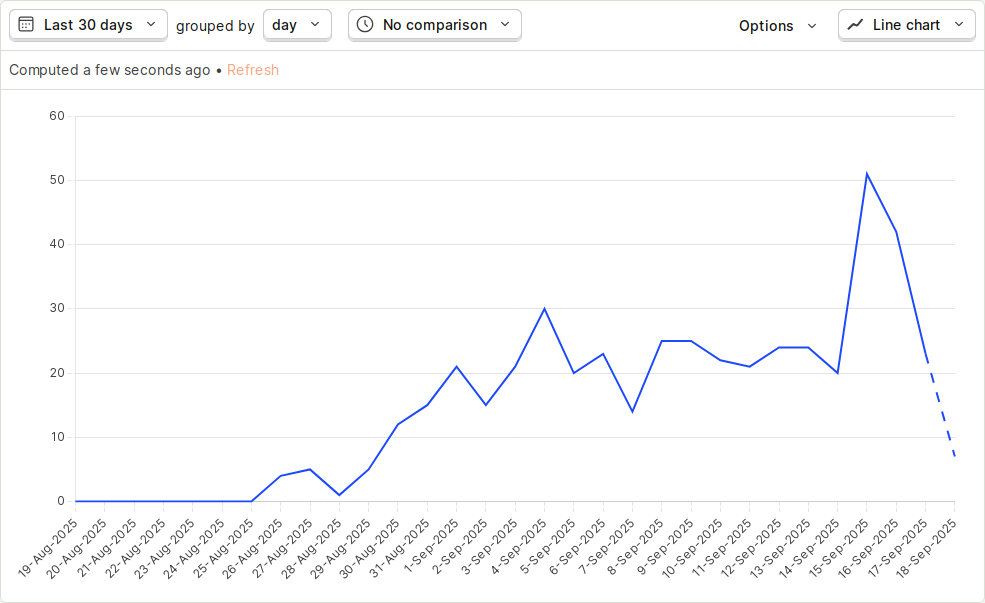 Last 30 days grouped by day No comparison Options Line chart
Computed a few seconds ago • Refresh
60
50
40
30
20
10
0
19-Aug-2025
20-Aug-2025
21-Aug-2025
22-Aug-2025
23-Aug-2025
24-Aug-2025
25-Aug-2025
26-Aug-2025
27-Aug-2025
28-Aug-2025
29-Aug-2025
30-Aug-2025
31-Aug-2025
1-Sep-2025
2-Sep-2025
3-Sep-2025
4-Sep-2025
5-Sep-2025
6-Sep-2025
7-Sep-2025
8-Sep-2025
9-Sep-2025
10-Sep-2025
11-Sep-2025
12-Sep-2025
13-Sep-2025
14-Sep-2025
15-Sep-2025
16-Sep-2025
17-Sep-2025
18-Sep-2025